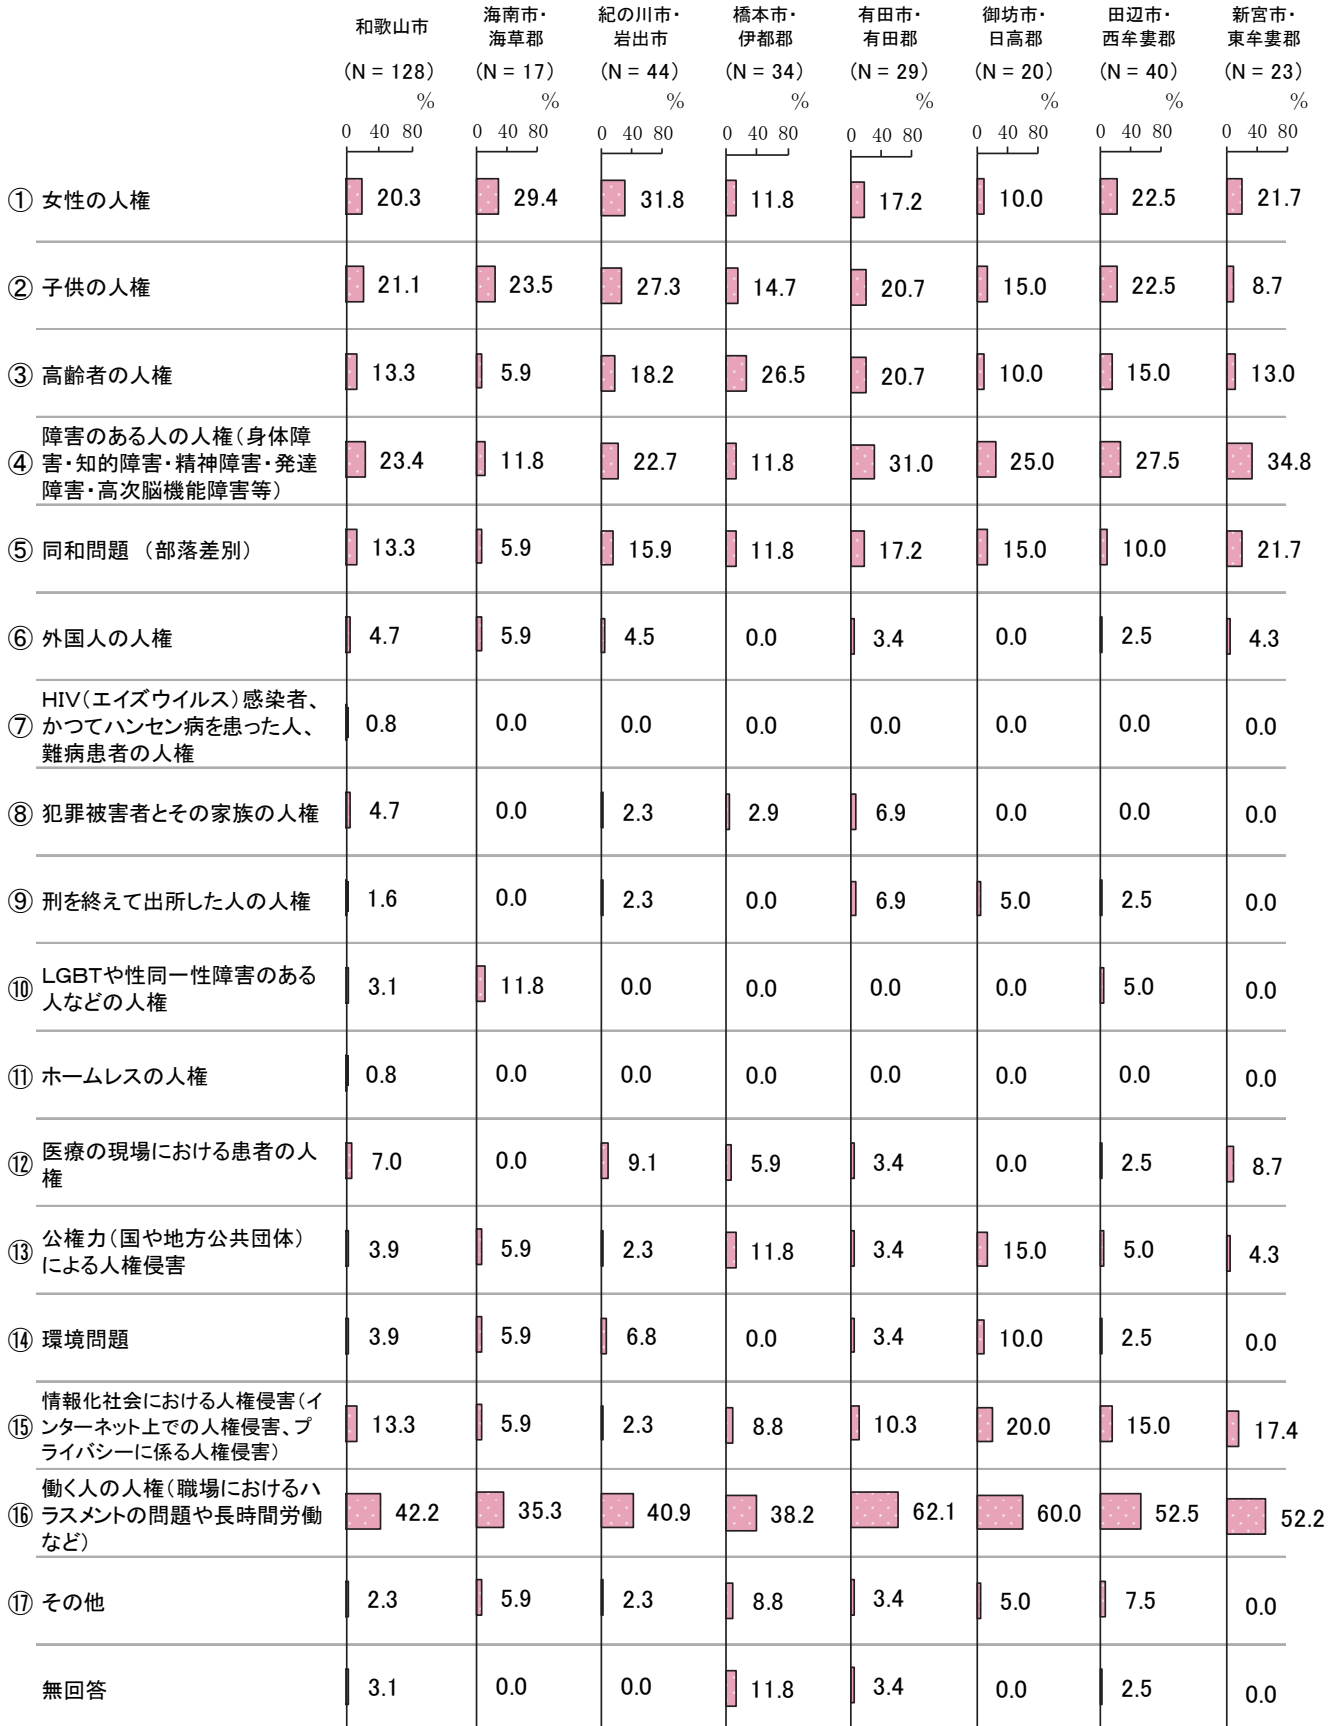 和歌山市 海南市・ 紀の川市・ 橋本市・ 有田市・ 御坊市・ 田辺市・ 新宮市・
海草郡 岩出市 伊都郡 有田郡 日高郡 西牟婁郡 東牟婁郡
(N = 128) (N = 17) (N = 44) (N = 34) (N = 29) (N = 20) (N = 40) (N = 23)
% % % % % % % %
0 40 80 0 40 80 0 40 80 0 40 80 0 40 80 0 40 80 0 40 80 0 40 80
① 女性の人権 20.3 29.4 31.8 11.8 17.2 10.0 22.5 21.7
② 子供の人権 21.1 23.5 27.3 14.7 20.7 15.0 22.5 8.7
③ 高齢者の人権 13.3 5.9 18.2 26.5 20.7 10.0 15.0 13.0
障害のある人の人権（身体障
④ 害・知的障害・精神障害・発達 23.4 11.8 22.7 11.8 31.0 25.0 27.5 34.8
障害・高次脳機能障害等）
⑤ 同和問題 （部落差別） 13.3 5.9 15.9 11.8 17.2 15.0 10.0 21.7
⑥ 外国人の人権 4.7 5.9 4.5 0.0 3.4 0.0 2.5 4.3
HIV（エイズウイルス）感染者、
⑦ かつてハンセン病を患った人、 0.8 0.0 0.0 0.0 0.0 0.0 0.0 0.0
難病患者の人権
⑧ 犯罪被害者とその家族の人権 4.7 0.0 2.3 2.9 6.9 0.0 0.0 0.0
⑨ 刑を終えて出所した人の人権 1.6 0.0 2.3 0.0 6.9 5.0 2.5 0.0
⑩ LGBTや性同一性障害のある 3.1 11.8 0.0 0.0 0.0 0.0 5.0 0.0
人などの人権
⑪ ホームレスの人権 0.8 0.0 0.0 0.0 0.0 0.0 0.0 0.0
⑫ 医療の現場における患者の人 7.0 0.0 9.1 5.9 3.4 0.0 2.5 8.7
権
⑬ 公権力（国や地方公共団体） 3.9 5.9 2.3 11.8 3.4 15.0 5.0 4.3
による人権侵害
⑭ 環境問題 3.9 5.9 6.8 0.0 3.4 10.0 2.5 0.0
情報化社会における人権侵害（イ
⑮ ンターネット上での人権侵害、プ 13.3 5.9 2.3 8.8 10.3 20.0 15.0 17.4
ライバシーに係る人権侵害）
働く人の人権（職場におけるハ
⑯ ラスメントの問題や長時間労働 42.2 35.3 40.9 38.2 62.1 60.0 52.5 52.2
など）
⑰ その他 2.3 5.9 2.3 8.8 3.4 5.0 7.5 0.0
無回答 3.1 0.0 0.0 11.8 3.4 0.0 2.5 0.0